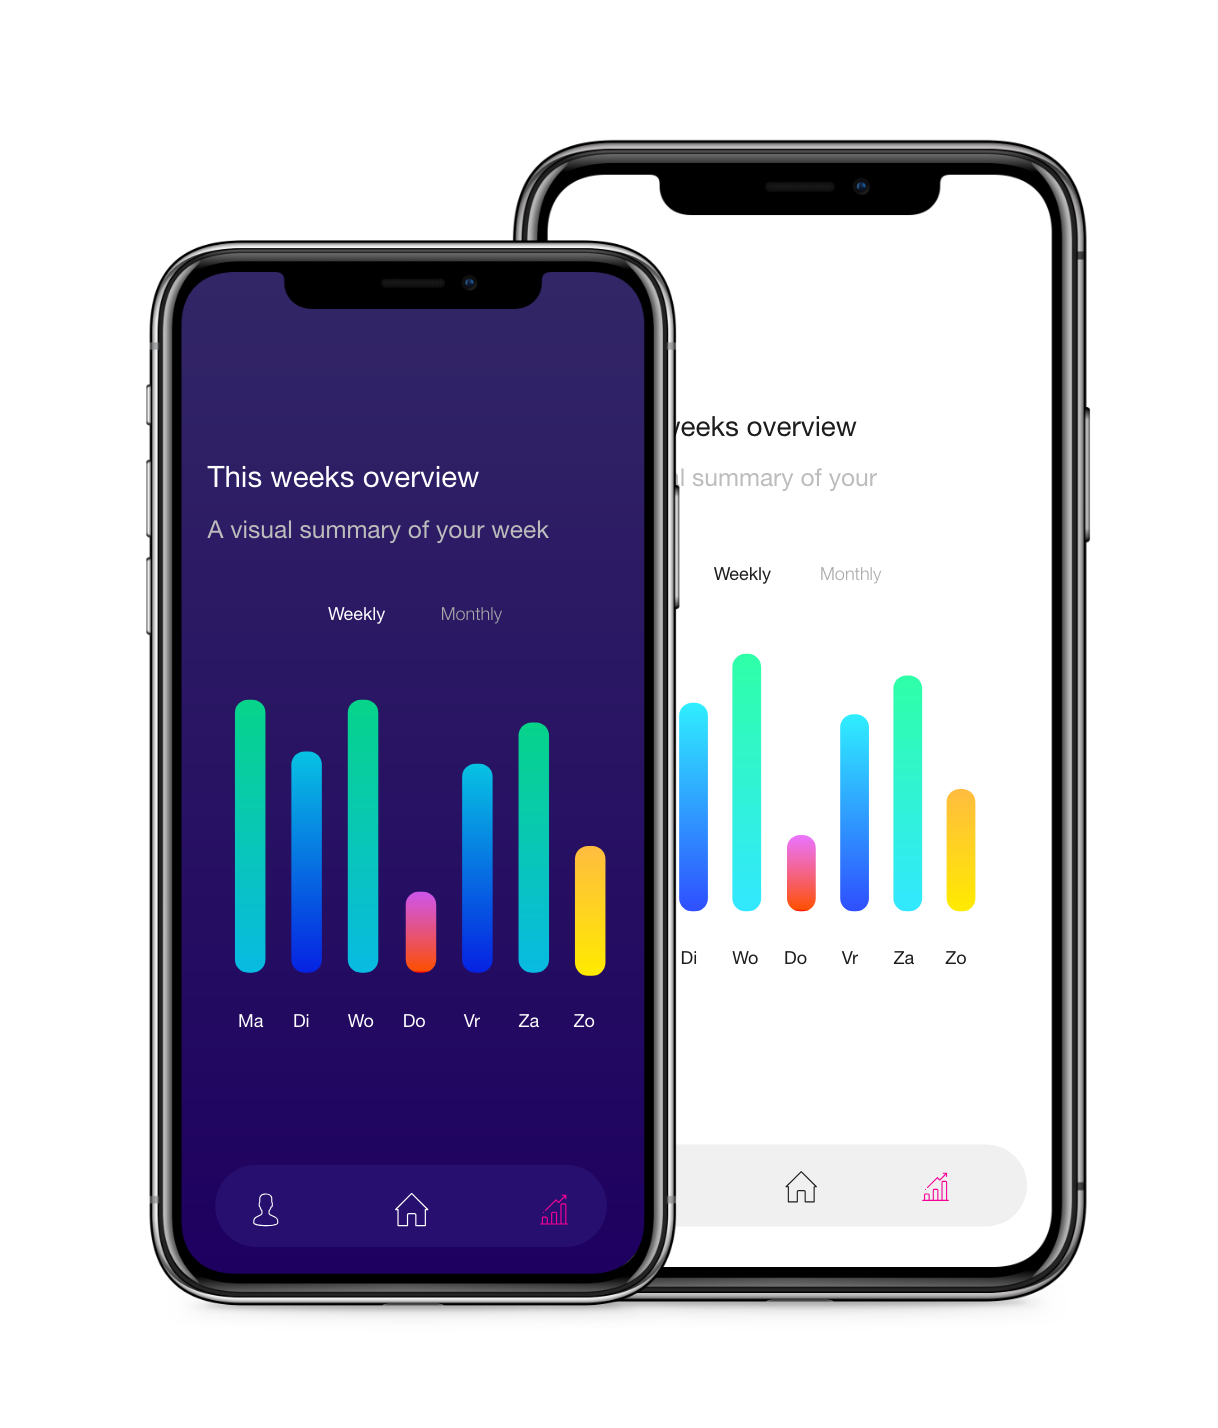 This weeks overview
A visual summary of your week
Weekly Monthly
Ma Di Wo Do Vr Za Zo
weeks overview
l summary of your
Weekly Monthly
Di Wo Do Vr Za Zo